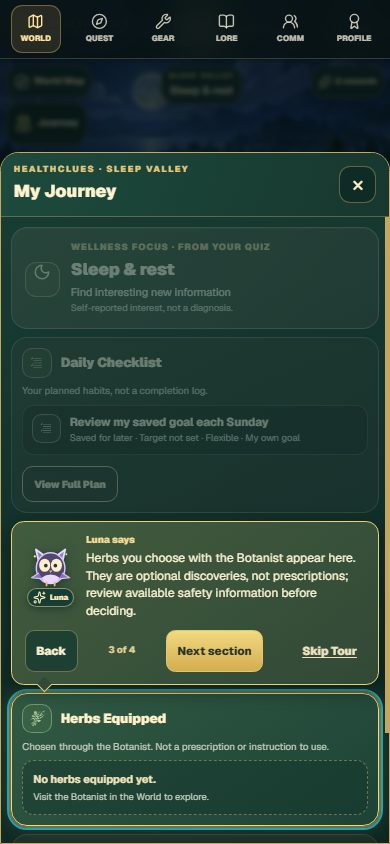 WORLD
QUEST
GEAR
LORE
COMM
PROFILE
World Map
Sleep & rest
Journey
HEALTHCLUES · SLEEP VALLEY
My Journey
WELLNESS FOCUS · FROM YOUR QUIZ
Sleep & rest
Find interesting new information
Self-reported interest, not a diagnosis.
Daily Checklist
Your planned habits, not a completion log.
Review my saved goal each Sunday
Saved for later · Target not set · Flexible · My own goal
View Full Plan
Luna says
Herbs you choose with the Botanist appear here.
They are optional discoveries, not prescriptions;
review available safety information before
deciding.
Luna
Back
3 of 4
Next section
Skip Tour
Herbs Equipped
Chosen through the Botanist. Not a prescription or instruction to use.
No herbs equipped yet.
Visit the Botanist in the World to explore.